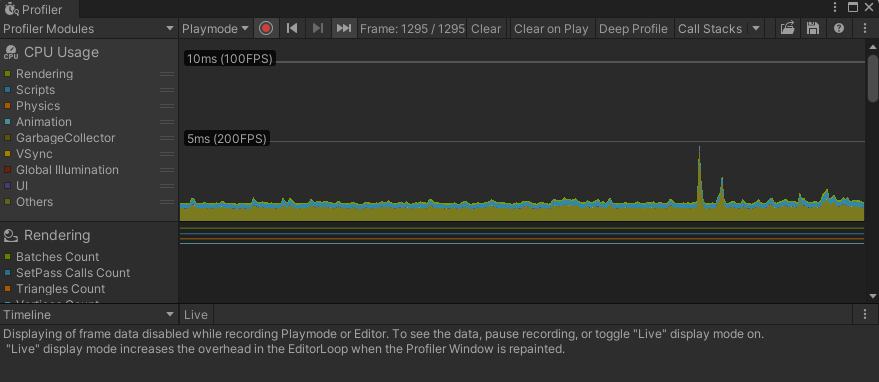 Profiler
Profiler Modules
Playmode
Frame: 1295 / 1295
Clear
Clear on Play
Deep Profile
Call Stacks
CPU
CPU Usage
Rendering
Scripts
Physics
Animation
GarbageCollector
VSync
Global Illumination
UI
Others
10ms (100FPS)
5ms (200FPS)
Rendering
Batches Count
SetPass Calls Count
Triangles Count
Vertices Count
Timeline
Live
Displaying of frame data disabled while recording Playmode or Editor. To see the data, pause recording, or toggle "Live" display mode on.
"Live" display mode increases the overhead in the EditorLoop when the Profiler Window is repainted.